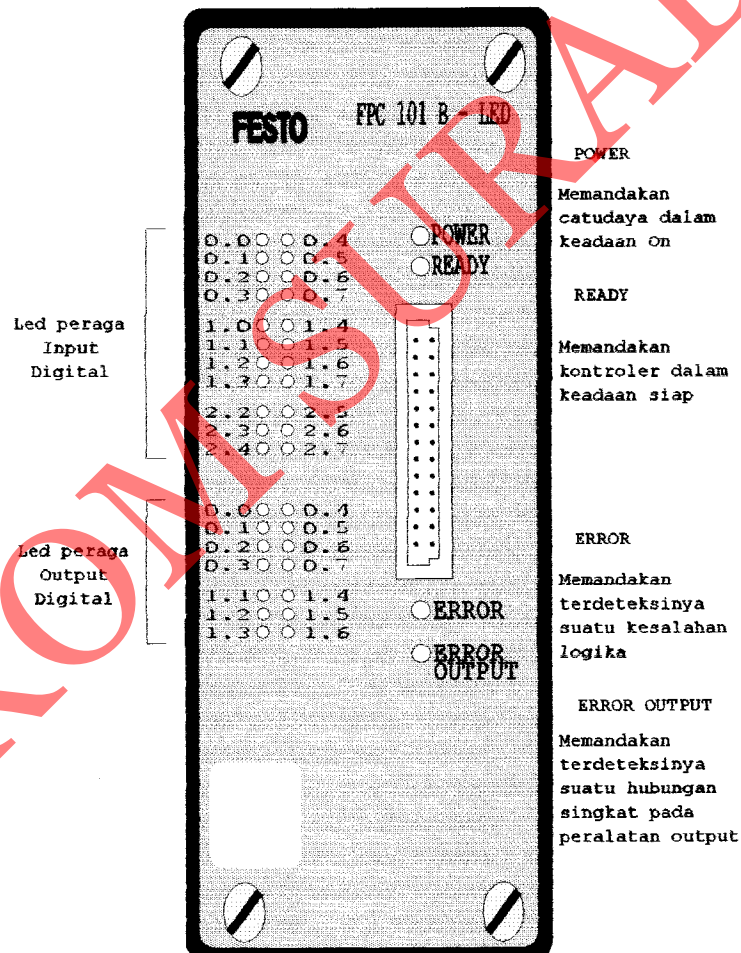 FESTO
FPC 101 B - LED
POWER
Memandakan
catudaya dalam
keadaan On
READY
Memandakan
kontroler dalam
keadaan siap
ERROR
Memandakan
terdeteksinya
suatu kesalahan
logika
ERROR OUTPUT
Memandakan
terdeteksinya
suatu hubungan
singkat pada
peralatan output
Led peraga
Input
Digital
0.0 0.4
0.1 0.5
0.2 0.6
0.3 0.7
1.0 1.4
1.1 1.5
1.2 1.6
1.3 1.7
2.2 2.5
2.3 2.6
2.4 2.7
Led peraga
Output
Digital
0.0 0.4
0.1 0.5
0.2 0.6
0.3 0.7
1.1 1.4
1.2 1.5
1.3 1.6
POWER
READY
ERROR
ERROR
OUTPUT